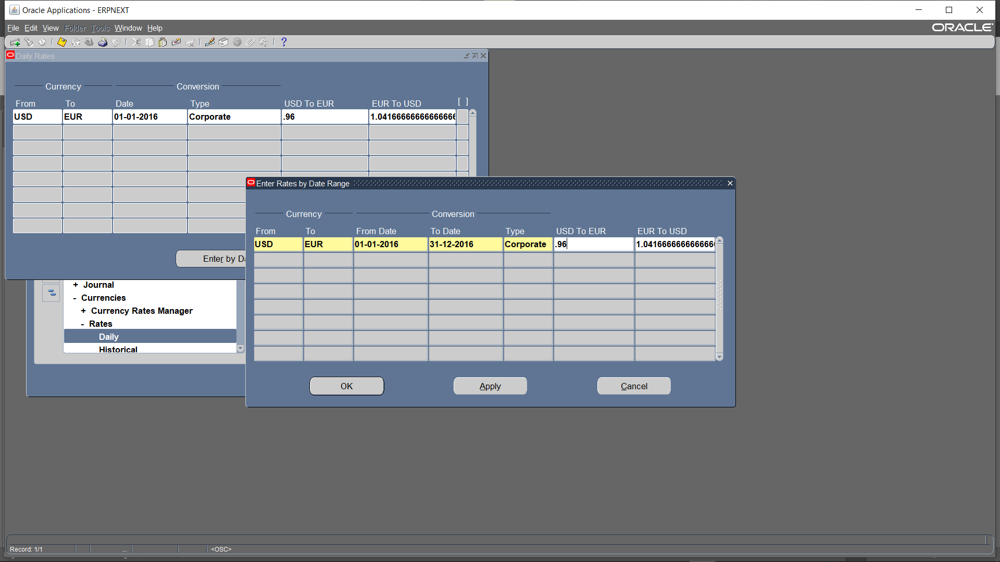 Oracle Applications - ERPNEXT
File Edit View Folder Tools Window Help
ORACLE
?
Daily Rates
Currency Conversion
From To Date Type USD To EUR EUR To USD [ ]
USD EUR 01-01-2016 Corporate .96 1.04166666666666666
Enter by Da
Enter Rates by Date Range
Currency Conversion
From To From Date To Date Type USD To EUR EUR To USD
USD EUR 01-01-2016 31-12-2016 Corporate .96 1.0416666666666666
OK Apply Cancel
+ Journal
- Currencies
+ Currency Rates Manager
- Rates
Daily
Historical
Record: 1/1 ... <OSC>